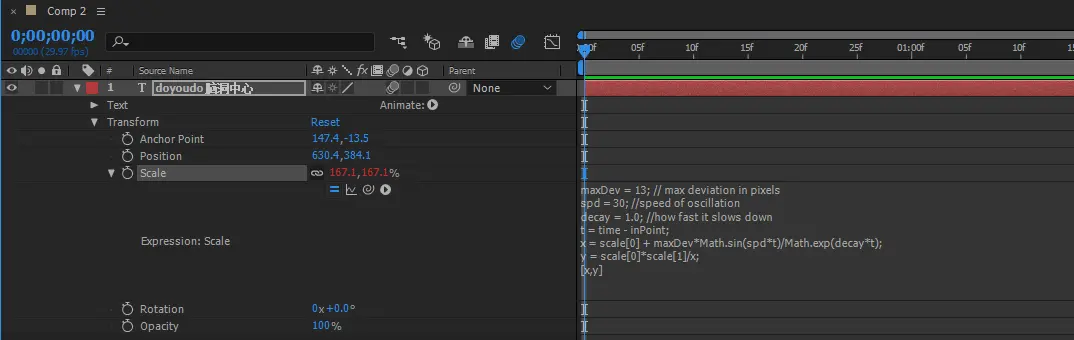 Comp 2
0;00;00;00
00000 (29.97 fps)
:00f 05f 10f 15f 20f 25f 01:00f 05f 10f 15
# Source Name Parent
1 T doyoudo None
Text Animate:
Transform Reset
Anchor Point 147.4,-13.5
Position 630.4,384.1
Scale 167.1,167.1%
Expression: Scale
maxDev = 13; // max deviation in pixels
spd = 30; //speed of oscillation
decay = 1.0; //how fast it slows down
t = time - inPoint;
x = scale[0] + maxDev*Math.sin(spd*t)/Math.exp(decay*t);
y = scale[0]*scale[1]/x;
[x,y]
Rotation 0x+0.0°
Opacity 100%